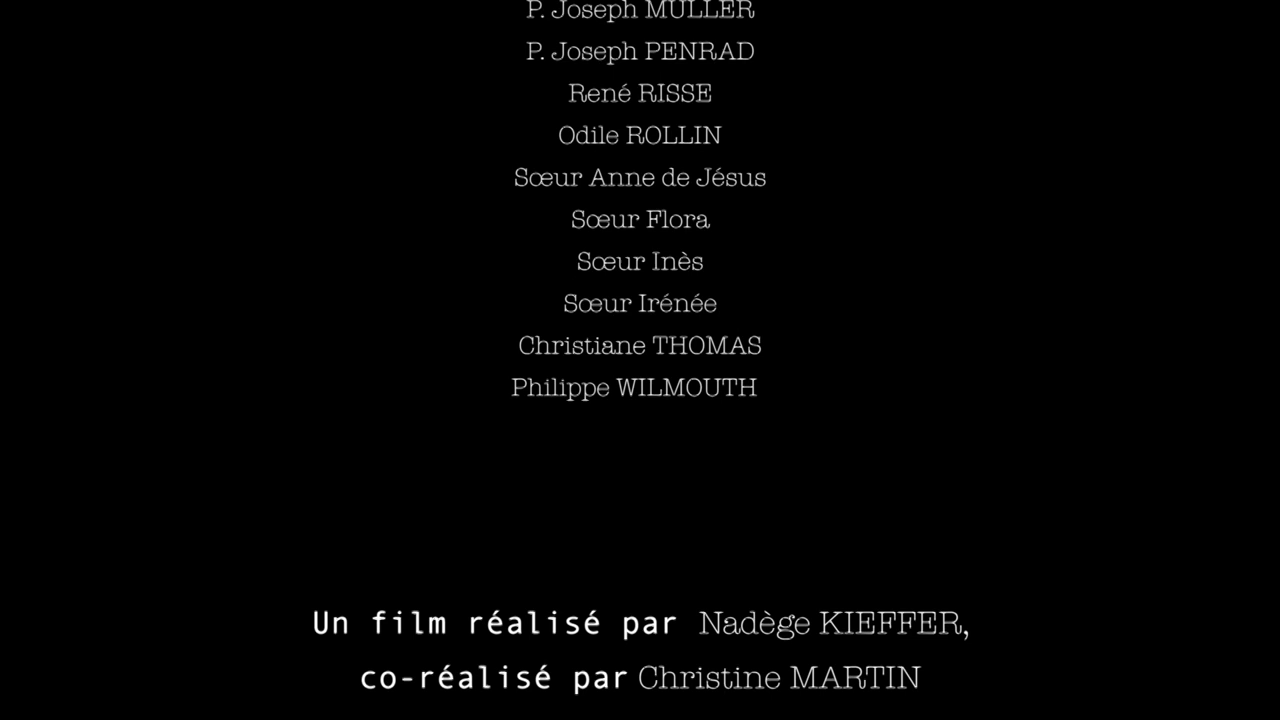 P. Joseph MULLER
P. Joseph PENRAD
René RISSE
Odile ROLLIN
Sœur Anne de Jésus
Sœur Flora
Sœur Inès
Sœur Irénée
Christiane THOMAS
Philippe WILMOUTH
Un film réalisé par Nadège KIEFFER,
co-réalisé par Christine MARTIN